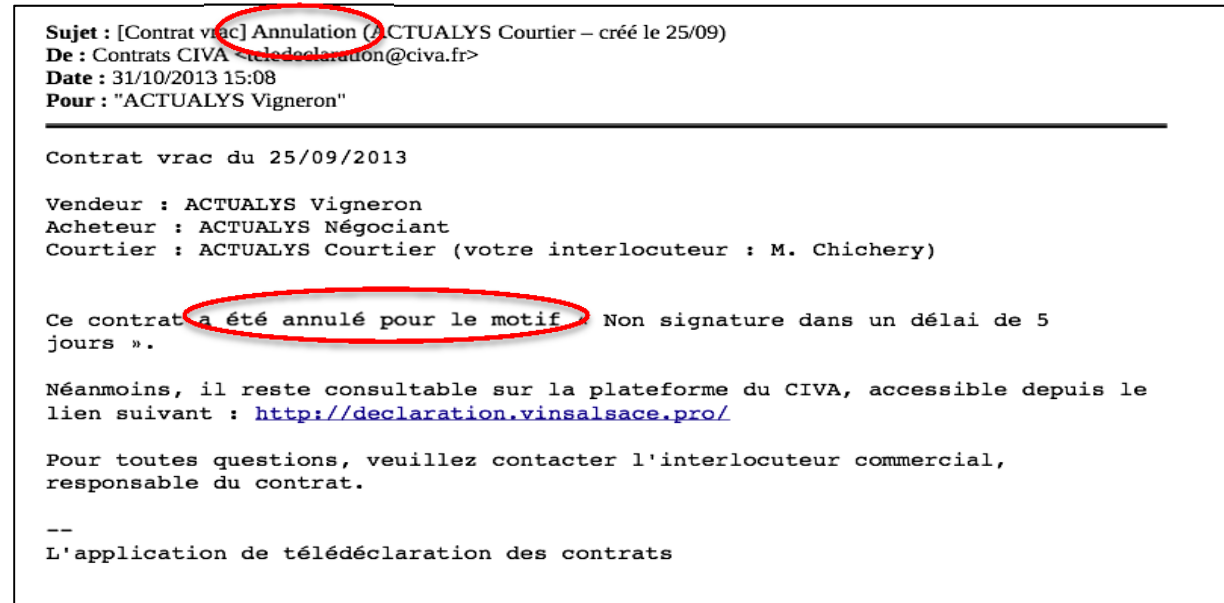 Sujet : [Contrat vrac] Annulation (ACTUALYS Courtier – créé le 25/09)
De : Contrats CIVA <teledeclaration@civa.fr>
Date : 31/10/2013 15:08
Pour : "ACTUALYS Vigneron"
Contrat vrac du 25/09/2013
Vendeur : ACTUALYS Vigneron
Acheteur : ACTUALYS Négociant
Courtier : ACTUALYS Courtier (votre interlocuteur : M. Chichery)
Ce contrat a été annulé pour le motif « Non signature dans un délai de 5
jours ».
Néanmoins, il reste consultable sur la plateforme du CIVA, accessible depuis le
lien suivant : http://declaration.vinsalsace.pro/
Pour toutes questions, veuillez contacter l'interlocuteur commercial,
responsable du contrat.
--
L'application de télédéclaration des contrats